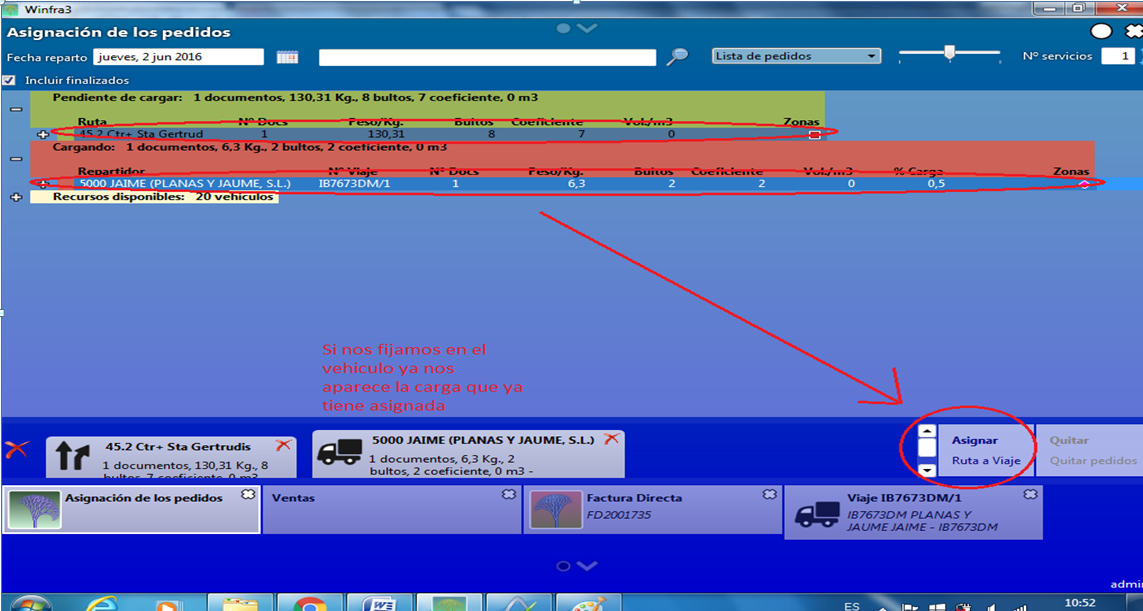 Winfra3
Asignación de los pedidos
Fecha reparto jueves, 2 jun 2016 Lista de pedidos Nº servicios 1
Incluir finalizados
Pendiente de cargar: 1 documentos, 130,31 Kg., 8 bultos, 7 coeficiente, 0 m3
Ruta Nº Docs Peso/Kg. Bultos Coeficiente Vol./m3 Zonas
45.2 Ctr+ Sta Gertrud 1 130,31 8 7 0
Cargando: 1 documentos, 6,3 Kg., 2 bultos, 2 coeficiente, 0 m3
Repartidor Nº Viaje Nº Docs Peso/Kg. Bultos Coeficiente Vol./m3 % Carga Zonas
5000 JAIME (PLANAS Y JAUME, S.L.) IB7673DM/1 1 6,3 2 2 0 0,5
Recursos disponibles: 20 vehículos
Si nos fijamos en el
vehiculo ya nos
aparece la carga que ya
tiene asignada
45.2 Ctr+ Sta Gertrudis
1 documentos, 130,31 Kg., 8
bultos, 7 coeficiente, 0 m3
5000 JAIME (PLANAS Y JAUME, S.L.)
1 documentos, 6,3 Kg., 2
bultos, 2 coeficiente, 0 m3 -
Asignar
Ruta a Viaje
Quitar
Quitar pedidos
Asignación de los pedidos
Ventas
Factura Directa
FD2001735
Viaje IB7673DM/1
IB7673DM PLANAS Y
JAUME JAIME - IB7673DM
admin
ES 10:52